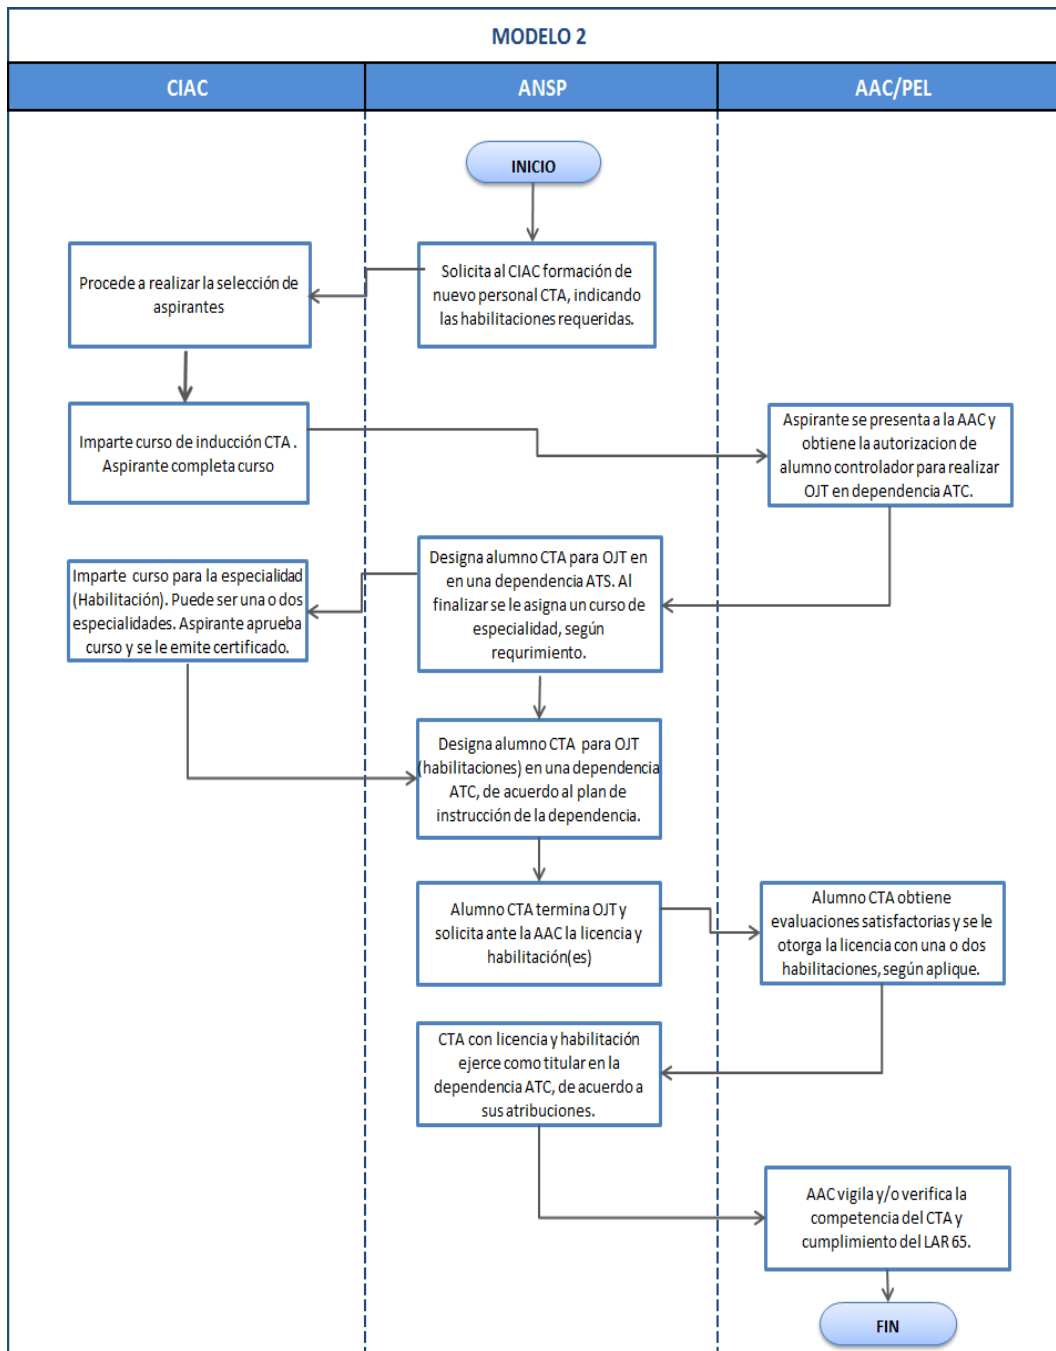 MODELO 2
CIAC
ANSP
AAC/PEL
INICIO
Solicita al CIAC formación de
nuevo personal CTA, indicando
las habilitaciones requeridas.
Procede a realizar la selección de
aspirantes
Imparte curso de inducción CTA .
Aspirante completa curso
Aspirante se presenta a la AAC y
obtiene la autorizacion de
alumno controlador para realizar
OJT en dependencia ATC.
Designa alumno CTA para OJT en
en una dependencia ATS. Al
finalizar se le asigna un curso de
especialidad, según
requrimiento.
Imparte curso para la especialidad
(Habilitación). Puede ser una o dos
especialidades. Aspirante aprueba
curso y se le emite certificado.
Designa alumno CTA para OJT
(habilitaciones) en una dependencia
ATC, de acuerdo al plan de
instrucción de la dependencia.
Alumno CTA termina OJT y
solicita ante la AAC la licencia y
habilitación(es)
Alumno CTA obtiene
evaluaciones satisfactorias y se le
otorga la licencia con una o dos
habilitaciones, según aplique.
CTA con licencia y habilitación
ejerce como titular en la
dependencia ATC, de acuerdo a
sus atribuciones.
AAC vigila y/o verifica la
competencia del CTA y
cumplimiento del LAR 65.
FIN